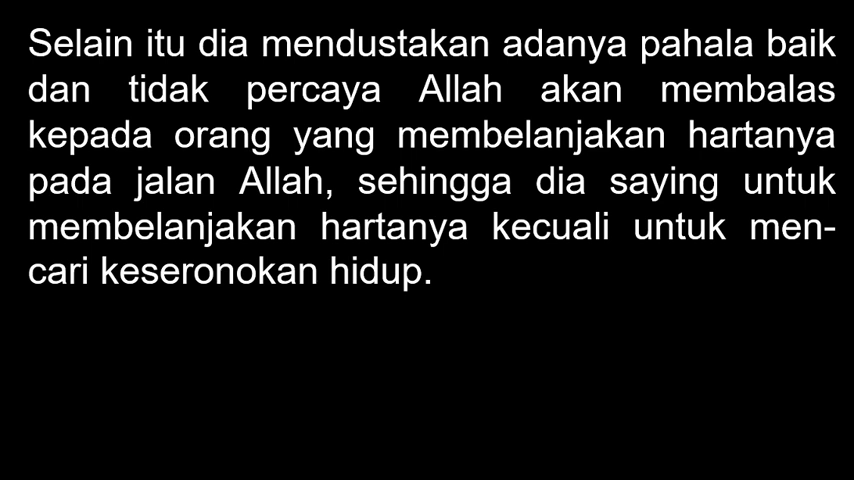 Selain itu dia mendustakan adanya pahala baik
dan tidak percaya Allah akan membalas
kepada orang yang membelanjakan hartanya
pada jalan Allah, sehingga dia saying untuk
membelanjakan hartanya kecuali untuk men-
cari keseronokan hidup.